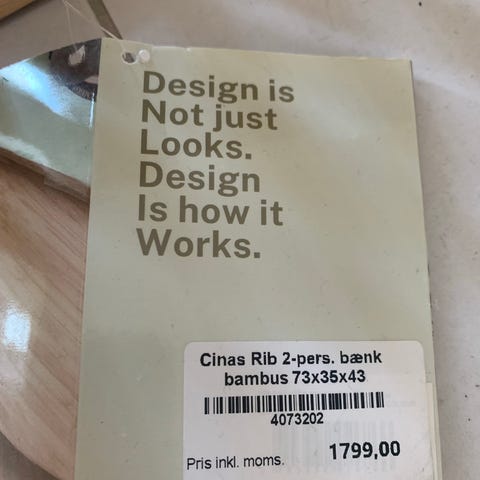 Design is
Not just
Looks.
Design
Is how it
Works.
Cinas Rib 2-pers. bænk
bambus 73x35x43
4073202
Pris inkl. moms.
1799,00